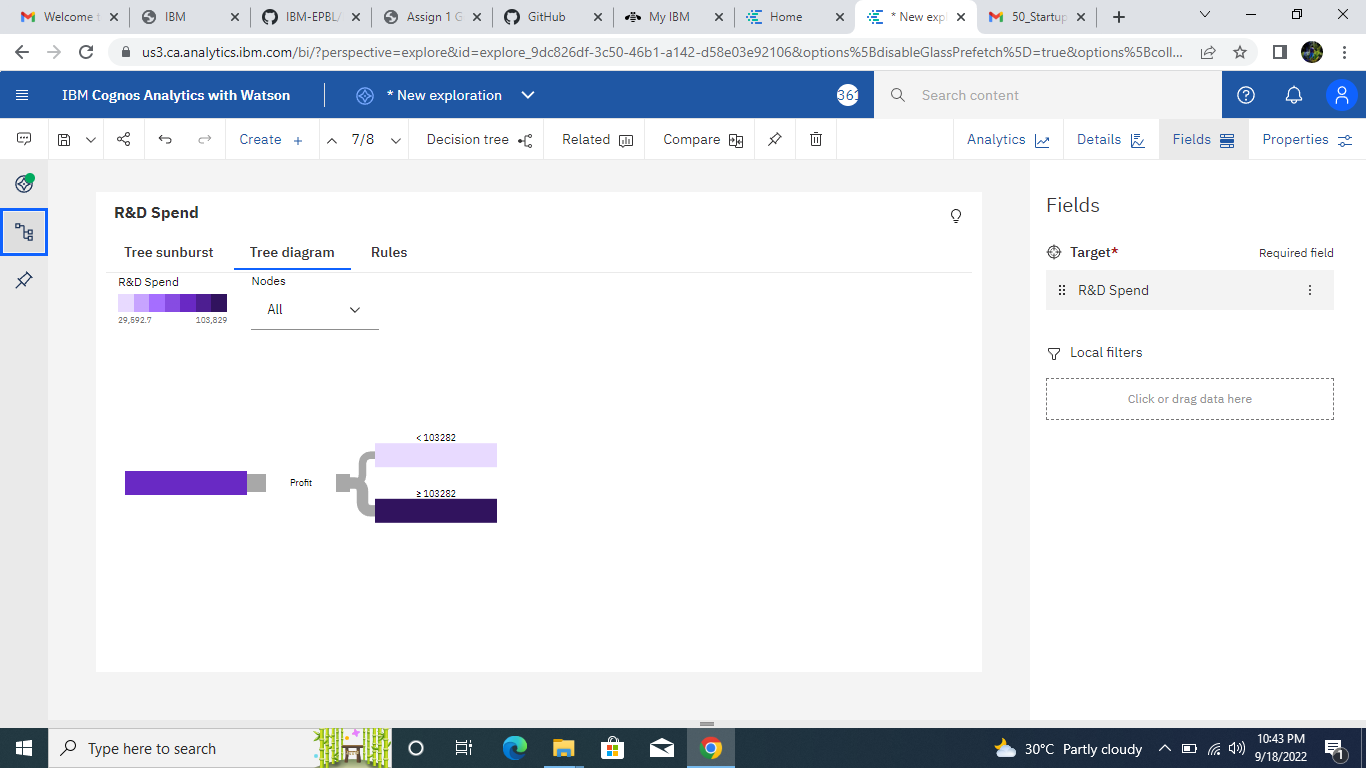 Welcome t
IBM
IBM-EPBL/
Assign 1 G
GitHub
My IBM
Home
* New expl
50_Startup
us3.ca.analytics.ibm.com/bi/?perspective=explore&id=explore_9dc826df-3c50-46b1-a142-d58e03e92106&options%5BdisableGlassPrefetch%5D=true&options%5Bcoll...
IBM Cognos Analytics with Watson
* New exploration
361
Search content
Create +
7/8
Decision tree
Related
Compare
Analytics
Details
Fields
Properties
R&D Spend
Tree sunburst
Tree diagram
Rules
R&D Spend
29,592.7
103,829
Nodes
All
< 103282
Profit
≥ 103282
Fields
Target*
Required field
R&D Spend
Local filters
Click or drag data here
Type here to search
30°C Partly cloudy
10:43 PM
9/18/2022
1